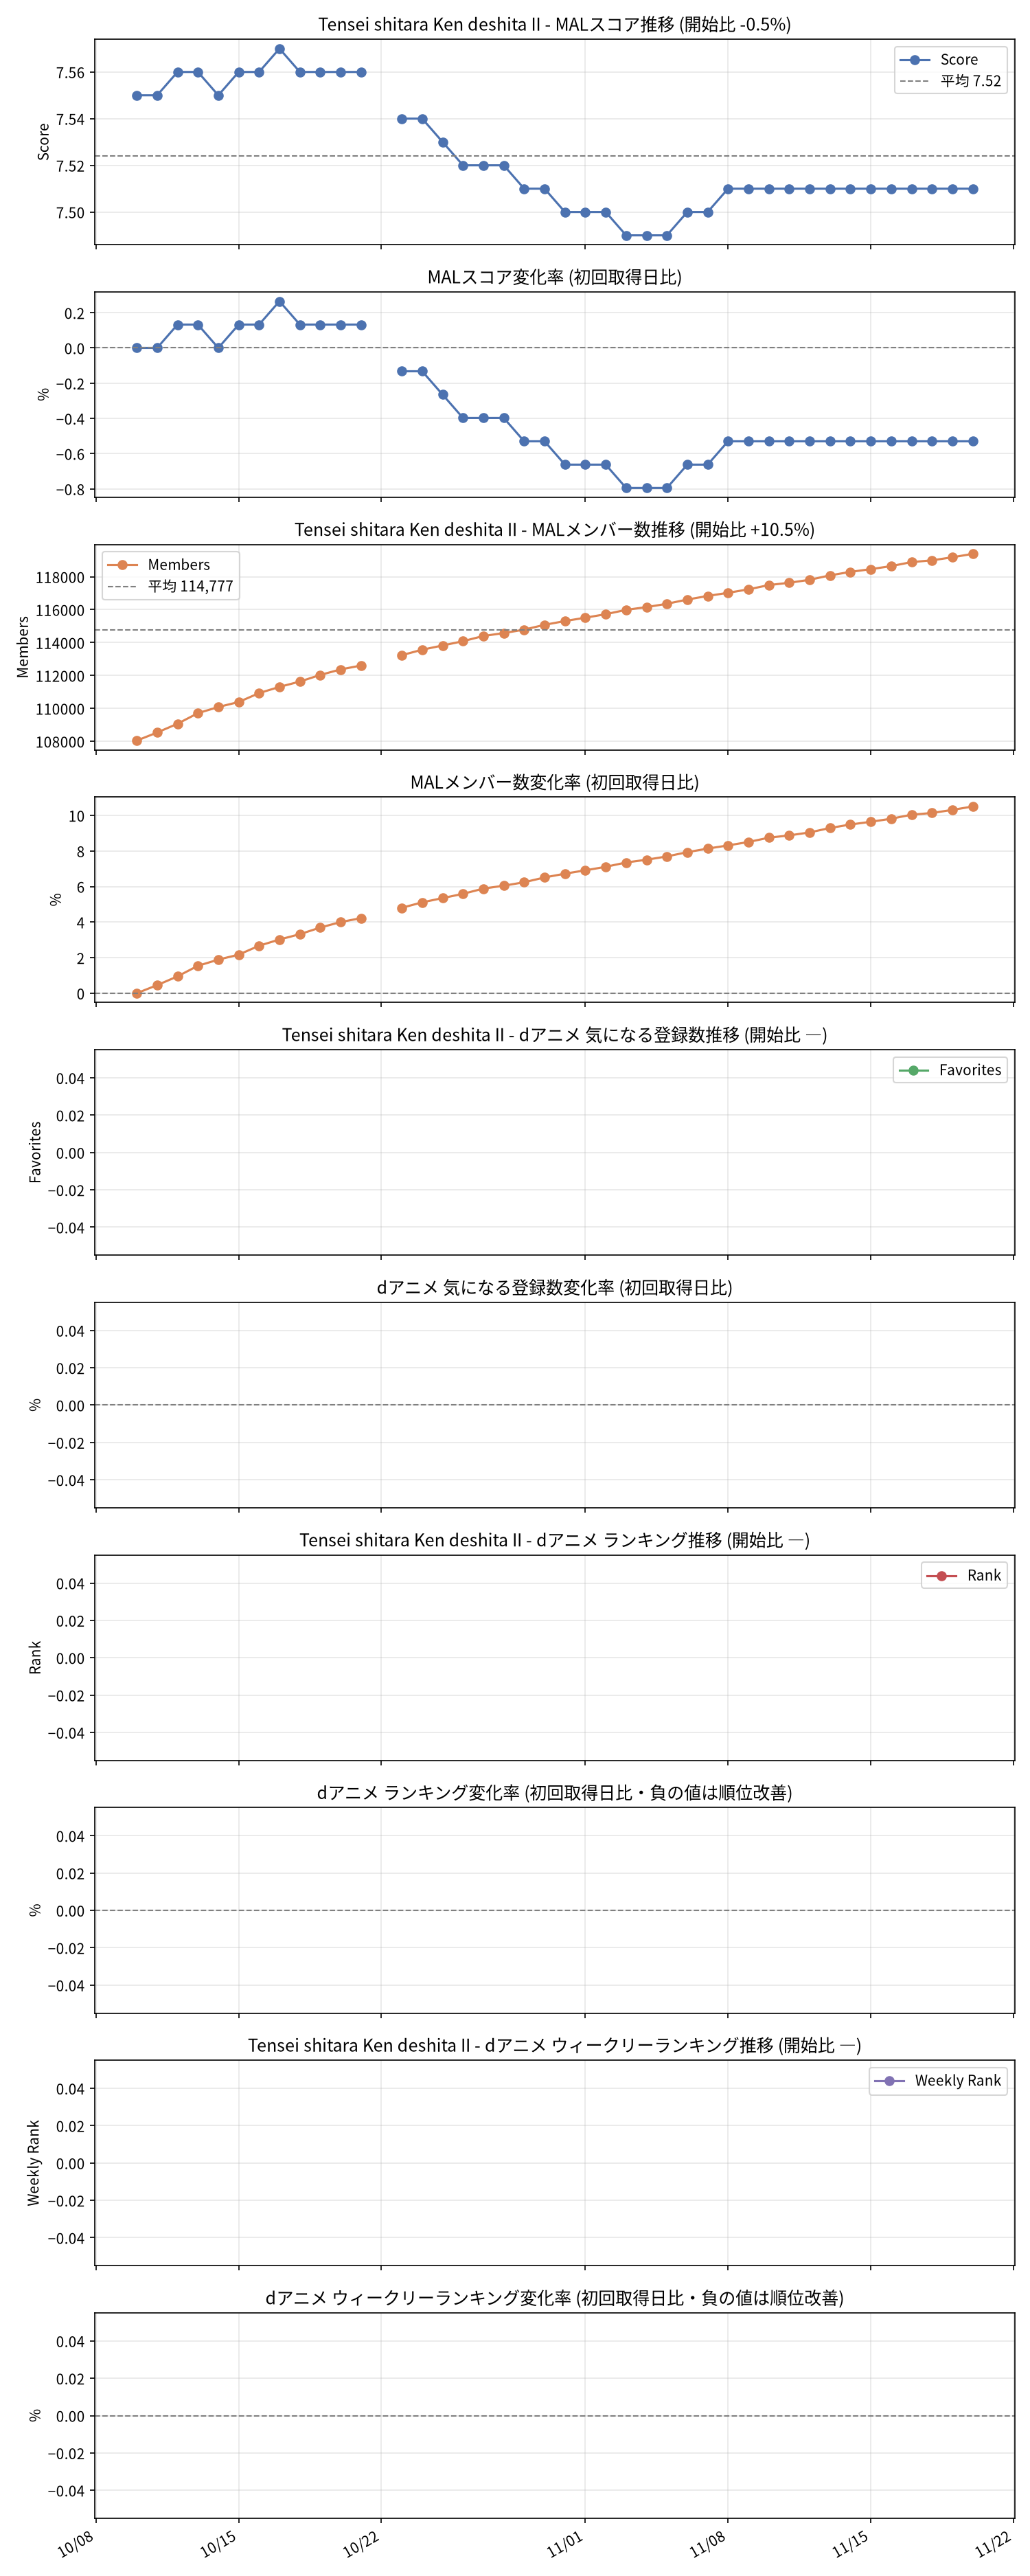 Tensei shitara Ken deshita II - MALスコア推移 (開始比 -0.5%)
Score
7.56
7.54
7.52
7.50
Score
平均 7.52
MALスコア変化率 (初回取得日比)
%
0.2
0.0
−0.2
−0.4
−0.6
−0.8
Tensei shitara Ken deshita II - MALメンバー数推移 (開始比 +10.5%)
Members
118000
116000
114000
112000
110000
108000
Members
平均 114,777
MALメンバー数変化率 (初回取得日比)
%
10
8
6
4
2
0
Tensei shitara Ken deshita II - dアニメ 気になる登録数推移 (開始比 —)
Favorites
0.04
0.02
0.00
−0.02
−0.04
Favorites
dアニメ 気になる登録数変化率 (初回取得日比)
%
0.04
0.02
0.00
−0.02
−0.04
Tensei shitara Ken deshita II - dアニメ ランキング推移 (開始比 —)
Rank
0.04
0.02
0.00
−0.02
−0.04
Rank
dアニメ ランキング変化率 (初回取得日比・負の値は順位改善)
%
0.04
0.02
0.00
−0.02
−0.04
Tensei shitara Ken deshita II - dアニメ ウィークリーランキング推移 (開始比 —)
Weekly Rank
0.04
0.02
0.00
−0.02
−0.04
Weekly Rank
dアニメ ウィークリーランキング変化率 (初回取得日比・負の値は順位改善)
%
0.04
0.02
0.00
−0.02
−0.04
10/08
10/15
10/22
11/01
11/08
11/15
11/22